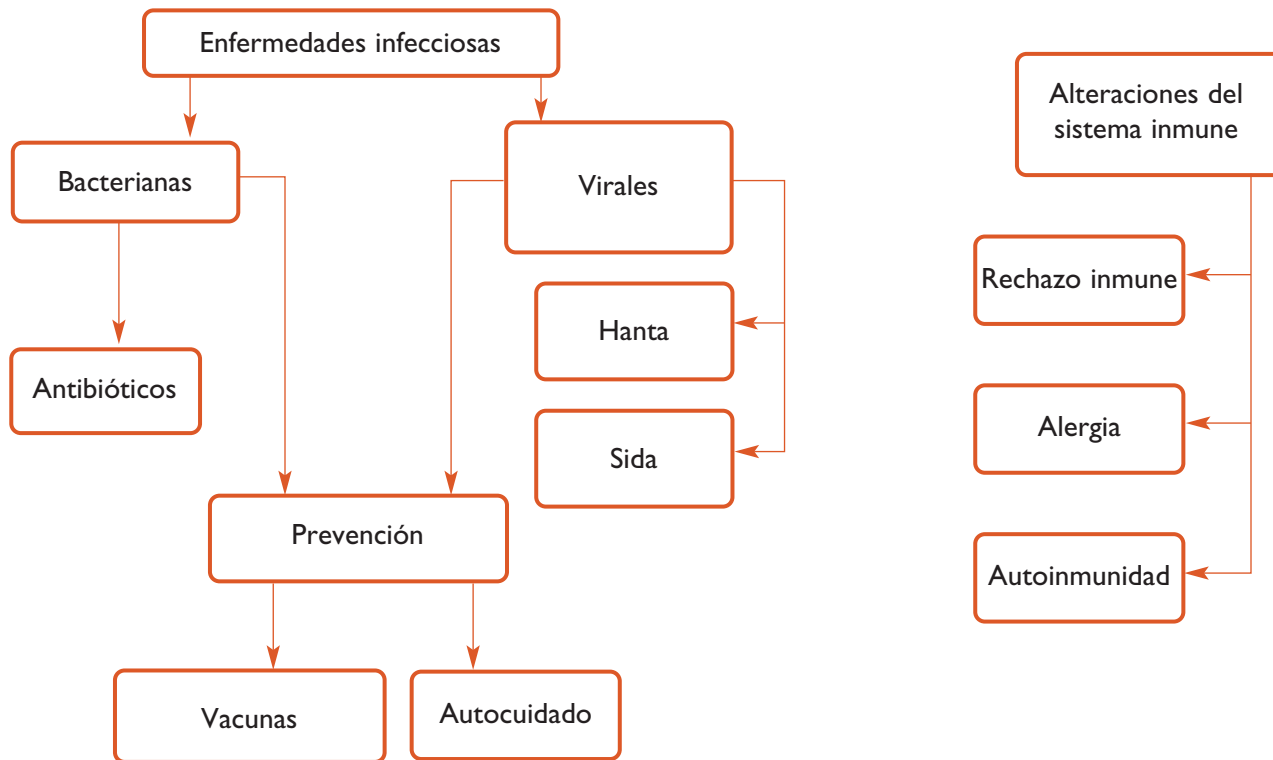 Enfermedades infecciosas
Bacterianas
Virales
Antibióticos
Hanta
Sida
Prevención
Vacunas
Autocuidado
Alteraciones del
sistema inmune
Rechazo inmune
Alergia
Autoinmunidad